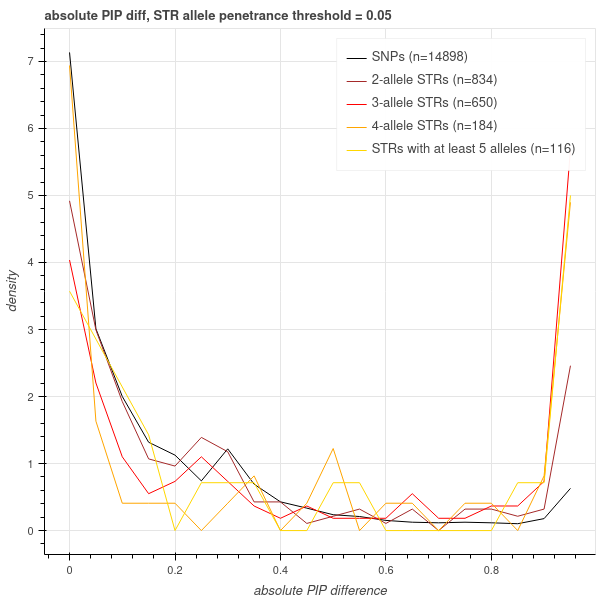 absolute PIP diff, STR allele penetrance threshold = 0.05
SNPs (n=14898)
2-allele STRs (n=834)
3-allele STRs (n=650)
4-allele STRs (n=184)
STRs with at least 5 alleles (n=116)
density
7
6
5
4
3
2
1
0
0
0.2
0.4
0.6
0.8
absolute PIP difference